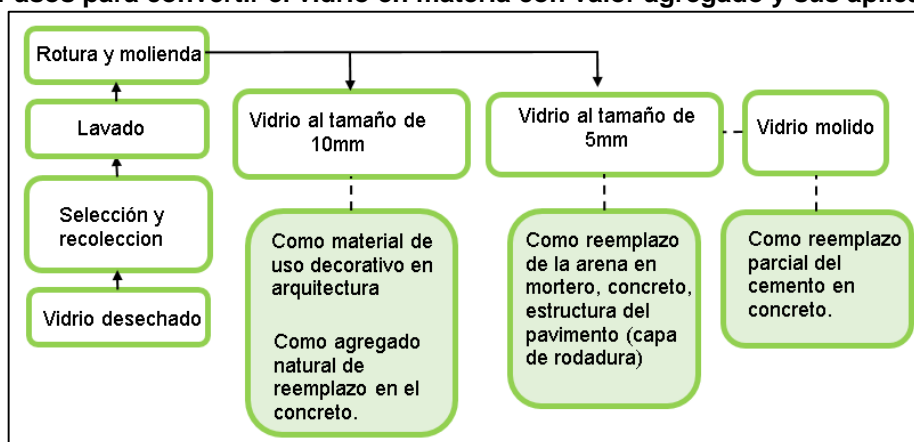 ases para convertir el vidrio en materia con valor agregado y sus aplic
Rotura y molienda
Lavado
Selección y
recoleccion
Vidrio desechado
Vidrio al tamaño de
10mm
Vidrio al tamaño de
5mm
Vidrio molido
Como material de
uso decorativo en
arquitectura
Como agregado
natural de
reemplazo en el
concreto.
Como reemplazo
de la arena en
mortero, concreto,
estructura del
pavimento (capa
de rodadura)
Como reemplazo
parcial del
cemento en
concreto.